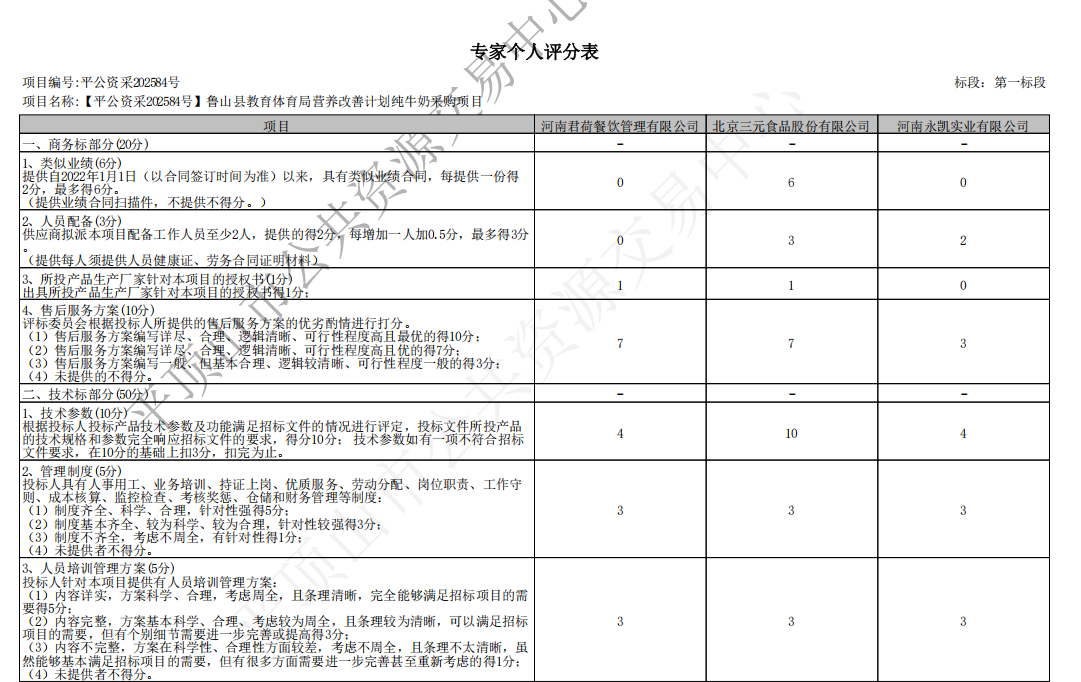 专家个人评分表
项目编号:平公资采202584号
标段：第一标段
项目名称:【平公资采202584号】鲁山县教育体育局营养改善计划纯牛奶采购项目
项目 河南君荷餐饮管理有限公司 北京三元食品股份有限公司 河南永凯实业有限公司
一、商务标部分(20分) - - -
1、类似业绩(6分)
提供自2022年1月1日（以合同签订时间为准）以来，具有类似业绩合同，每提供一份得
2分，最多得6分。
（提供业绩合同扫描件，不提供不得分。）
0 6 0
2、人员配备(3分)
供应商拟派本项目配备工作人员至少2人，提供的得2分，每增加一人加0.5分，最多得3分
。
（提供每人须提供人员健康证、劳务合同证明材料）
0 3 2
3、所投产品生产厂家针对本项目的授权书(1分)
出具所投产品生产厂家针对本项目的授权书得1分;
1 1 0
4、售后服务方案(10分)
评标委员会根据投标人所提供的售后服务方案的优劣酌情进行打分。
（1）售后服务方案编写详尽、合理、逻辑清晰、可行性程度高且最优的得10分;
（2）售后服务方案编写详尽、合理、逻辑清晰、可行性程度高且优的得7分;
（3）售后服务方案编写一般、但基本合理、逻辑较清晰、可行性程度一般的得3分;
（4）未提供的不得分。
7 7 3
二、技术标部分(50分) - - -
1、技术参数(10分)
根据投标人投标产品技术参数及功能满足招标文件的情况进行评定，投标文件所投产品
的技术规格和参数完全响应招标文件的要求，得分10分; 技术参数如有一项不符合招标
文件要求，在10分的基础上扣3分，扣完为止。
4 10 4
2、管理制度(5分)
投标人具有人事用工、业务培训、持证上岗、优质服务、劳动分配、岗位职责、工作守
则、成本核算、监控检查、考核奖惩、仓储和财务管理等制度:
（1）制度齐全、科学、合理，针对性强得5分;
（2）制度基本齐全、较为科学、较为合理，针对性较强得3分;
（3）制度不齐全，考虑不周全，有针对性得1分;
（4）未提供者不得分。
3 3 3
3、人员培训管理方案(5分)
投标人针对本项目提供有人员培训管理方案:
（1）内容详实，方案科学、合理，考虑周全，且条理清晰，完全能够满足招标项目的需
要得5分;
（2）内容完整，方案基本科学、合理、考虑较为周全，且条理较为清晰，可以满足招标
项目的需要，但有个别细节需要进一步完善或提高得3分;
（3）内容不完整，方案在科学性、合理性方面较差，考虑不周全，且条理不太清晰，虽
然能够基本满足招标项目的需要，但有很多方面需要进一步完善甚至重新考虑的得1分;
（4）未提供者不得分。
3 3 3
平顶山市公共资源交易中心
平顶山市公共资源交易中心